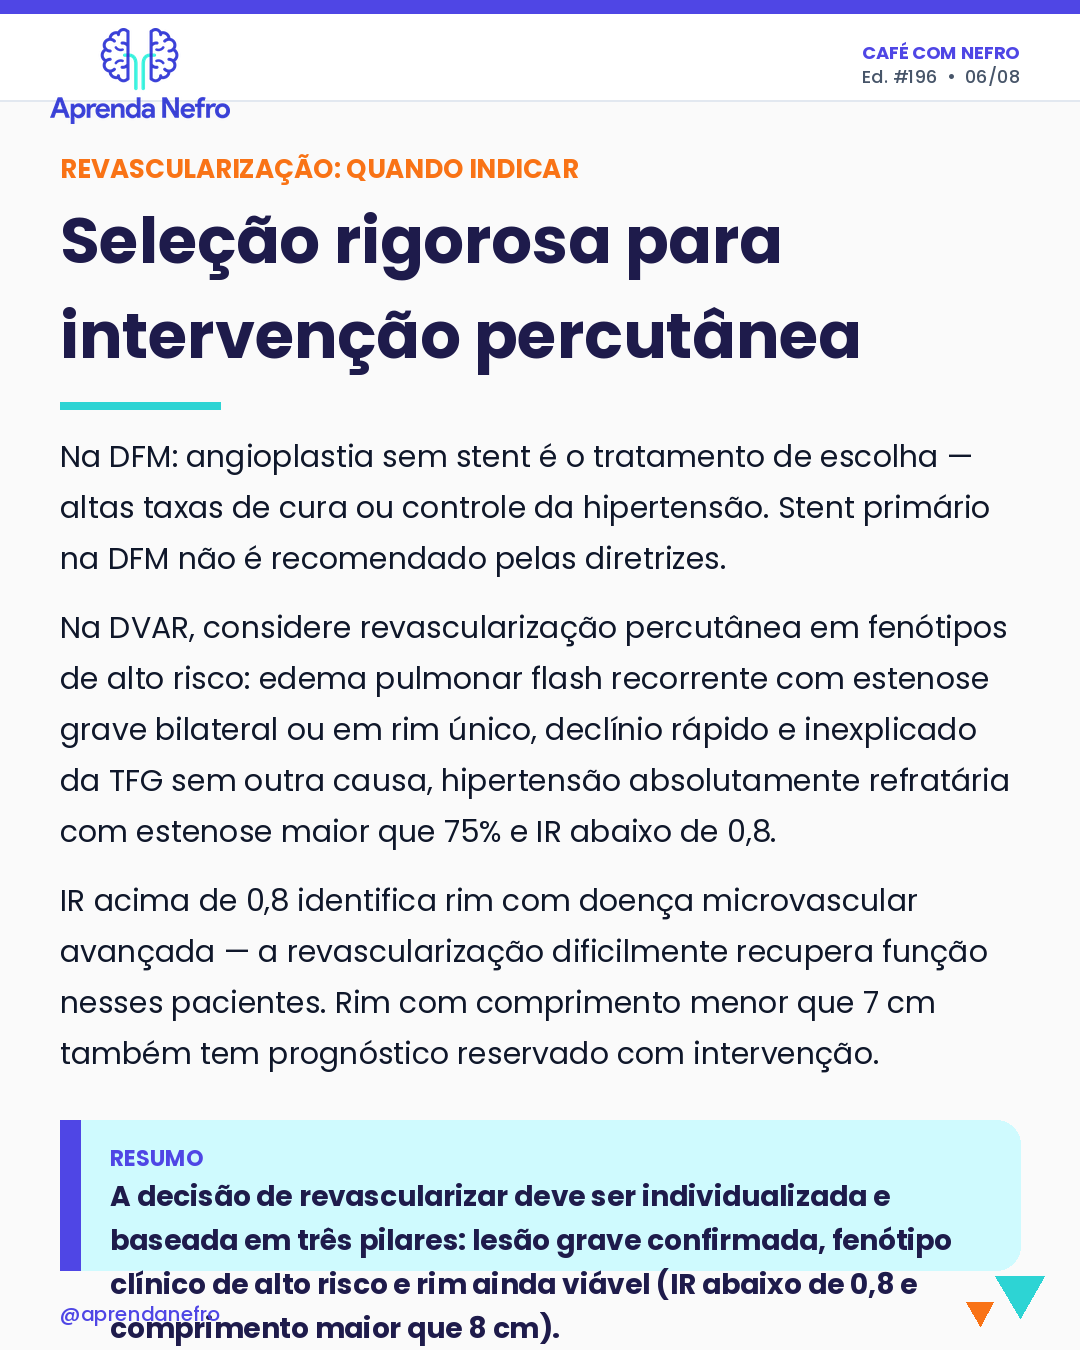 Aprenda Nefro
CAFÉ COM NEFRO
Ed. #196 • 06/08
REVASCULARIZAÇÃO: QUANDO INDICAR
Seleção rigorosa para
intervenção percutânea
Na DFM: angioplastia sem stent é o tratamento de escolha —
altas taxas de cura ou controle da hipertensão. Stent primário
na DFM não é recomendado pelas diretrizes.
Na DVAR, considere revascularização percutânea em fenótipos
de alto risco: edema pulmonar flash recorrente com estenose
grave bilateral ou em rim único, declínio rápido e inexplicado
da TFG sem outra causa, hipertensão absolutamente refratária
com estenose maior que 75% e IR abaixo de 0,8.
IR acima de 0,8 identifica rim com doença microvascular
avançada — a revascularização dificilmente recupera função
nesses pacientes. Rim com comprimento menor que 7 cm
também tem prognóstico reservado com intervenção.
RESUMO
A decisão de revascularizar deve ser individualizada e
baseada em três pilares: lesão grave confirmada, fenótipo
clínico de alto risco e rim ainda viável (IR abaixo de 0,8 e
comprimento maior que 8 cm).
@aprendanefro